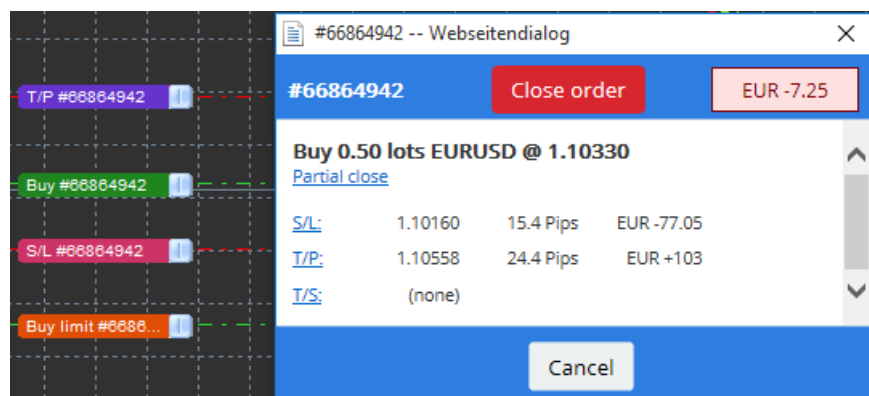 #66864942 -- Webseitendialog
#66864942 Close order EUR -7.25
Buy 0.50 lots EURUSD @ 1.10330
Partial close
S/L: 1.10160 15.4 Pips EUR -77.05
T/P: 1.10558 24.4 Pips EUR +103
T/S: (none)
Cancel
T/P #66864942
Buy #66864942
S/L #66864942
Buy limit #6686...